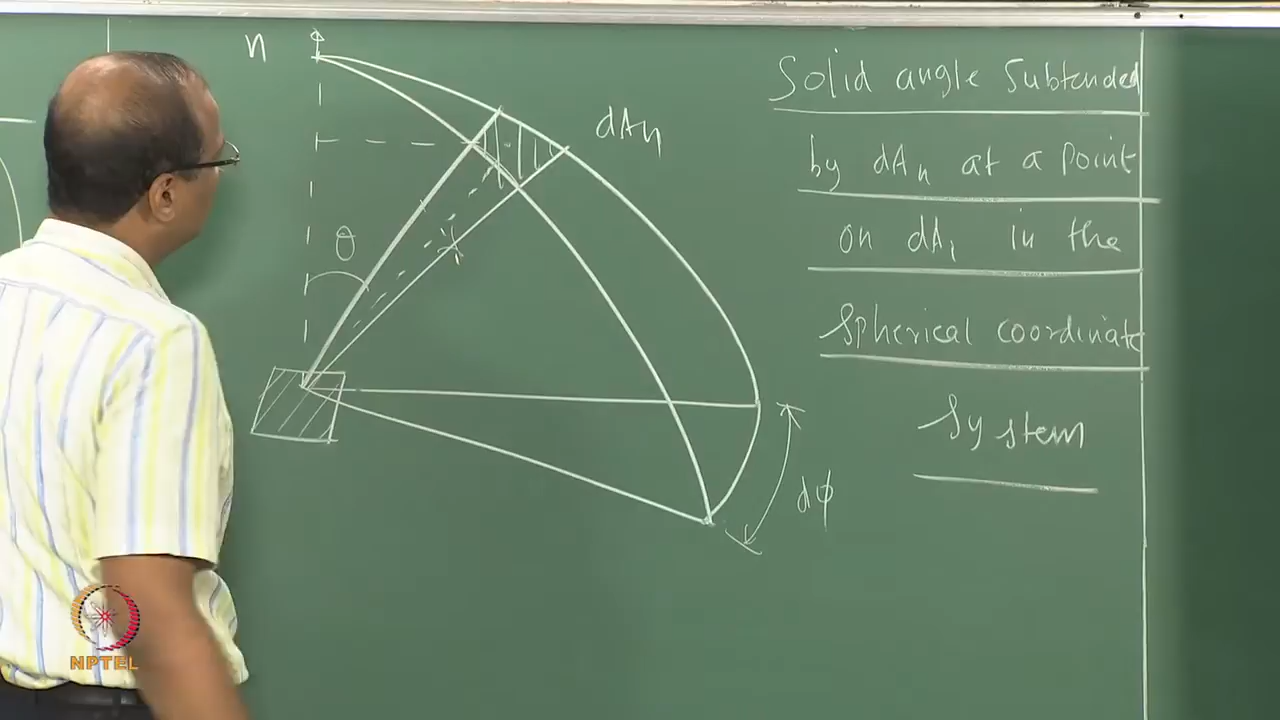 n
dAn
θ
dφ
Solid angle Subtended
by dAn at a point
on dA1 in the
Spherical coordinate
System
NPTEL